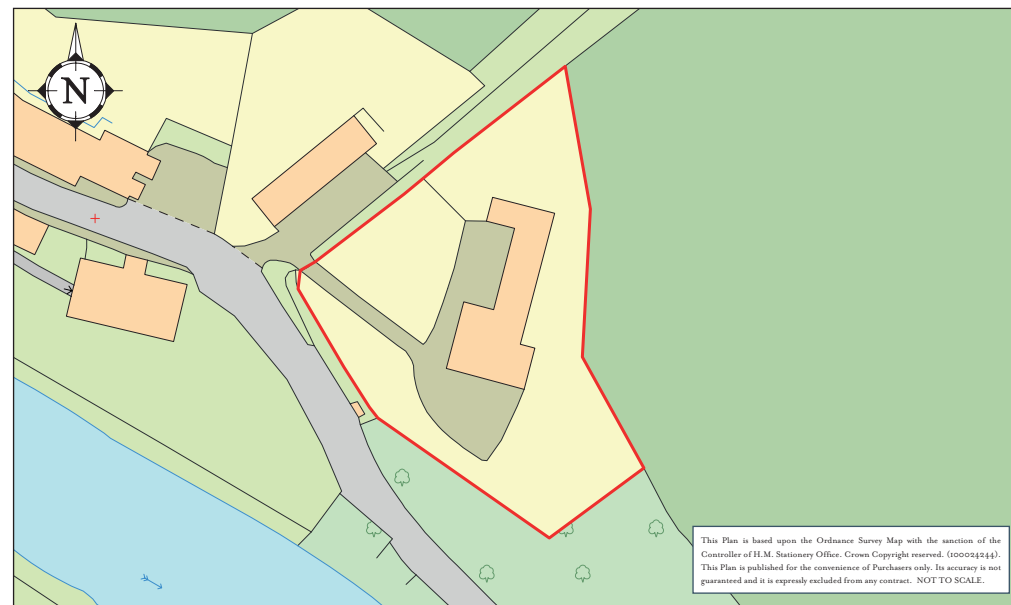 N
This Plan is based upon the Ordnance Survey Map with the sanction of the
Controller of H.M. Stationery Office. Crown Copyright reserved. (100024244).
This Plan is published for the convenience of Purchasers only. Its accuracy is not
guaranteed and it is expressly excluded from any contract. NOT TO SCALE.